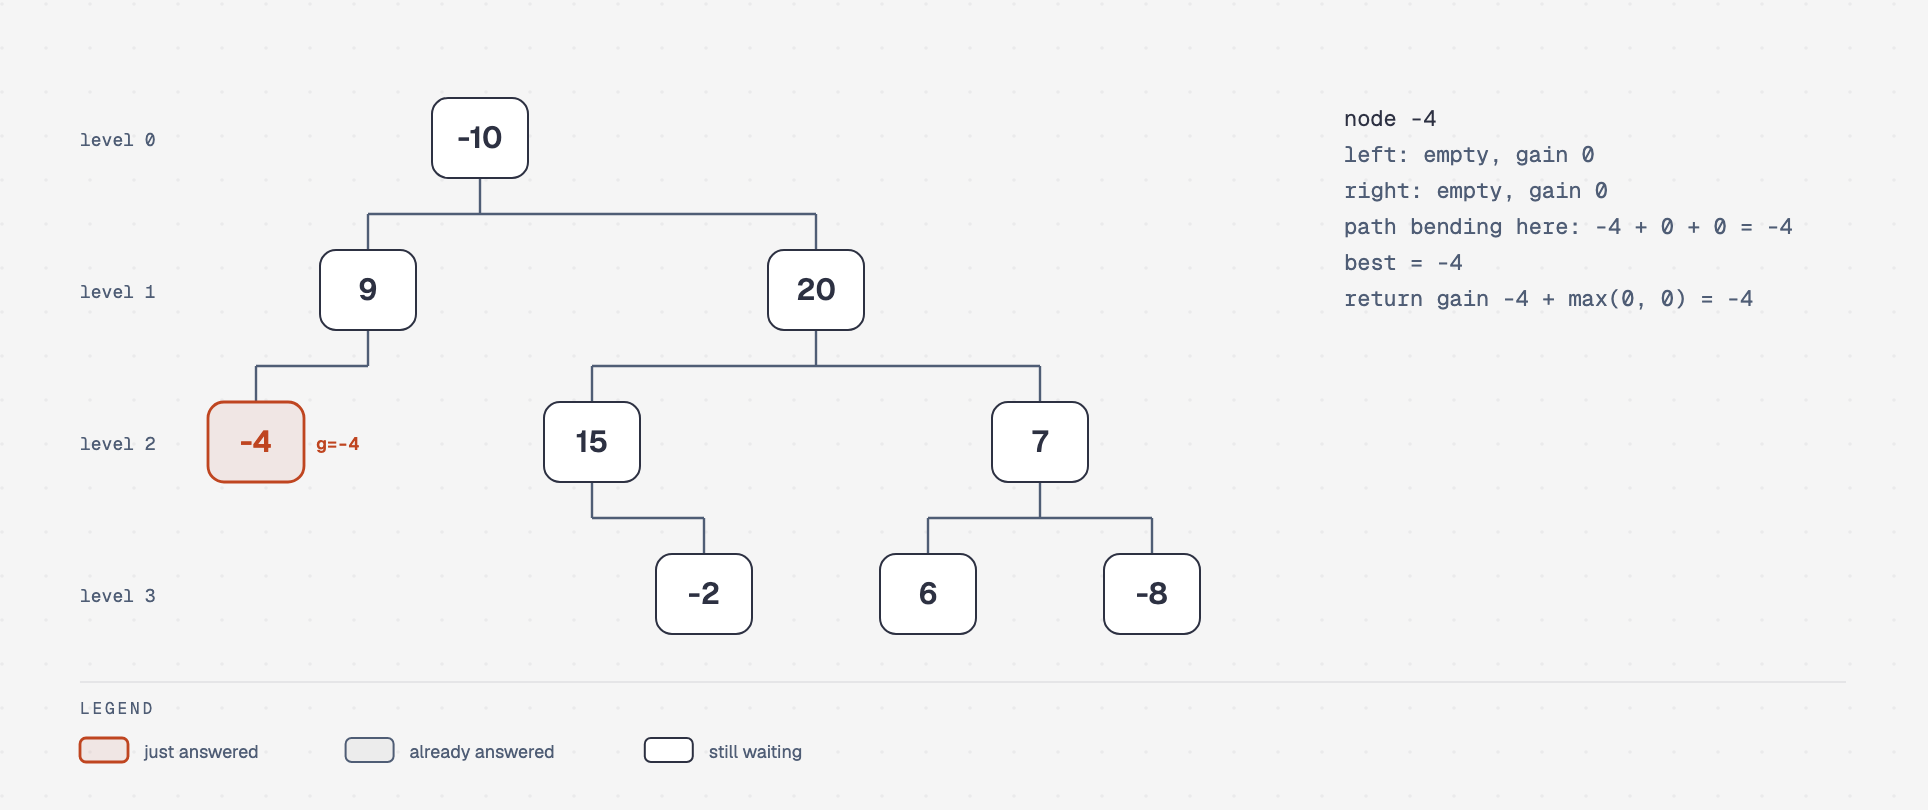 level 0
-10
level 1
9
20
level 2
-4
g=-4
15
7
level 3
-2
6
-8
node -4
left: empty, gain 0
right: empty, gain 0
path bending here: -4 + 0 + 0 = -4
best = -4
return gain -4 + max(0, 0) = -4
LEGEND
just answered
already answered
still waiting